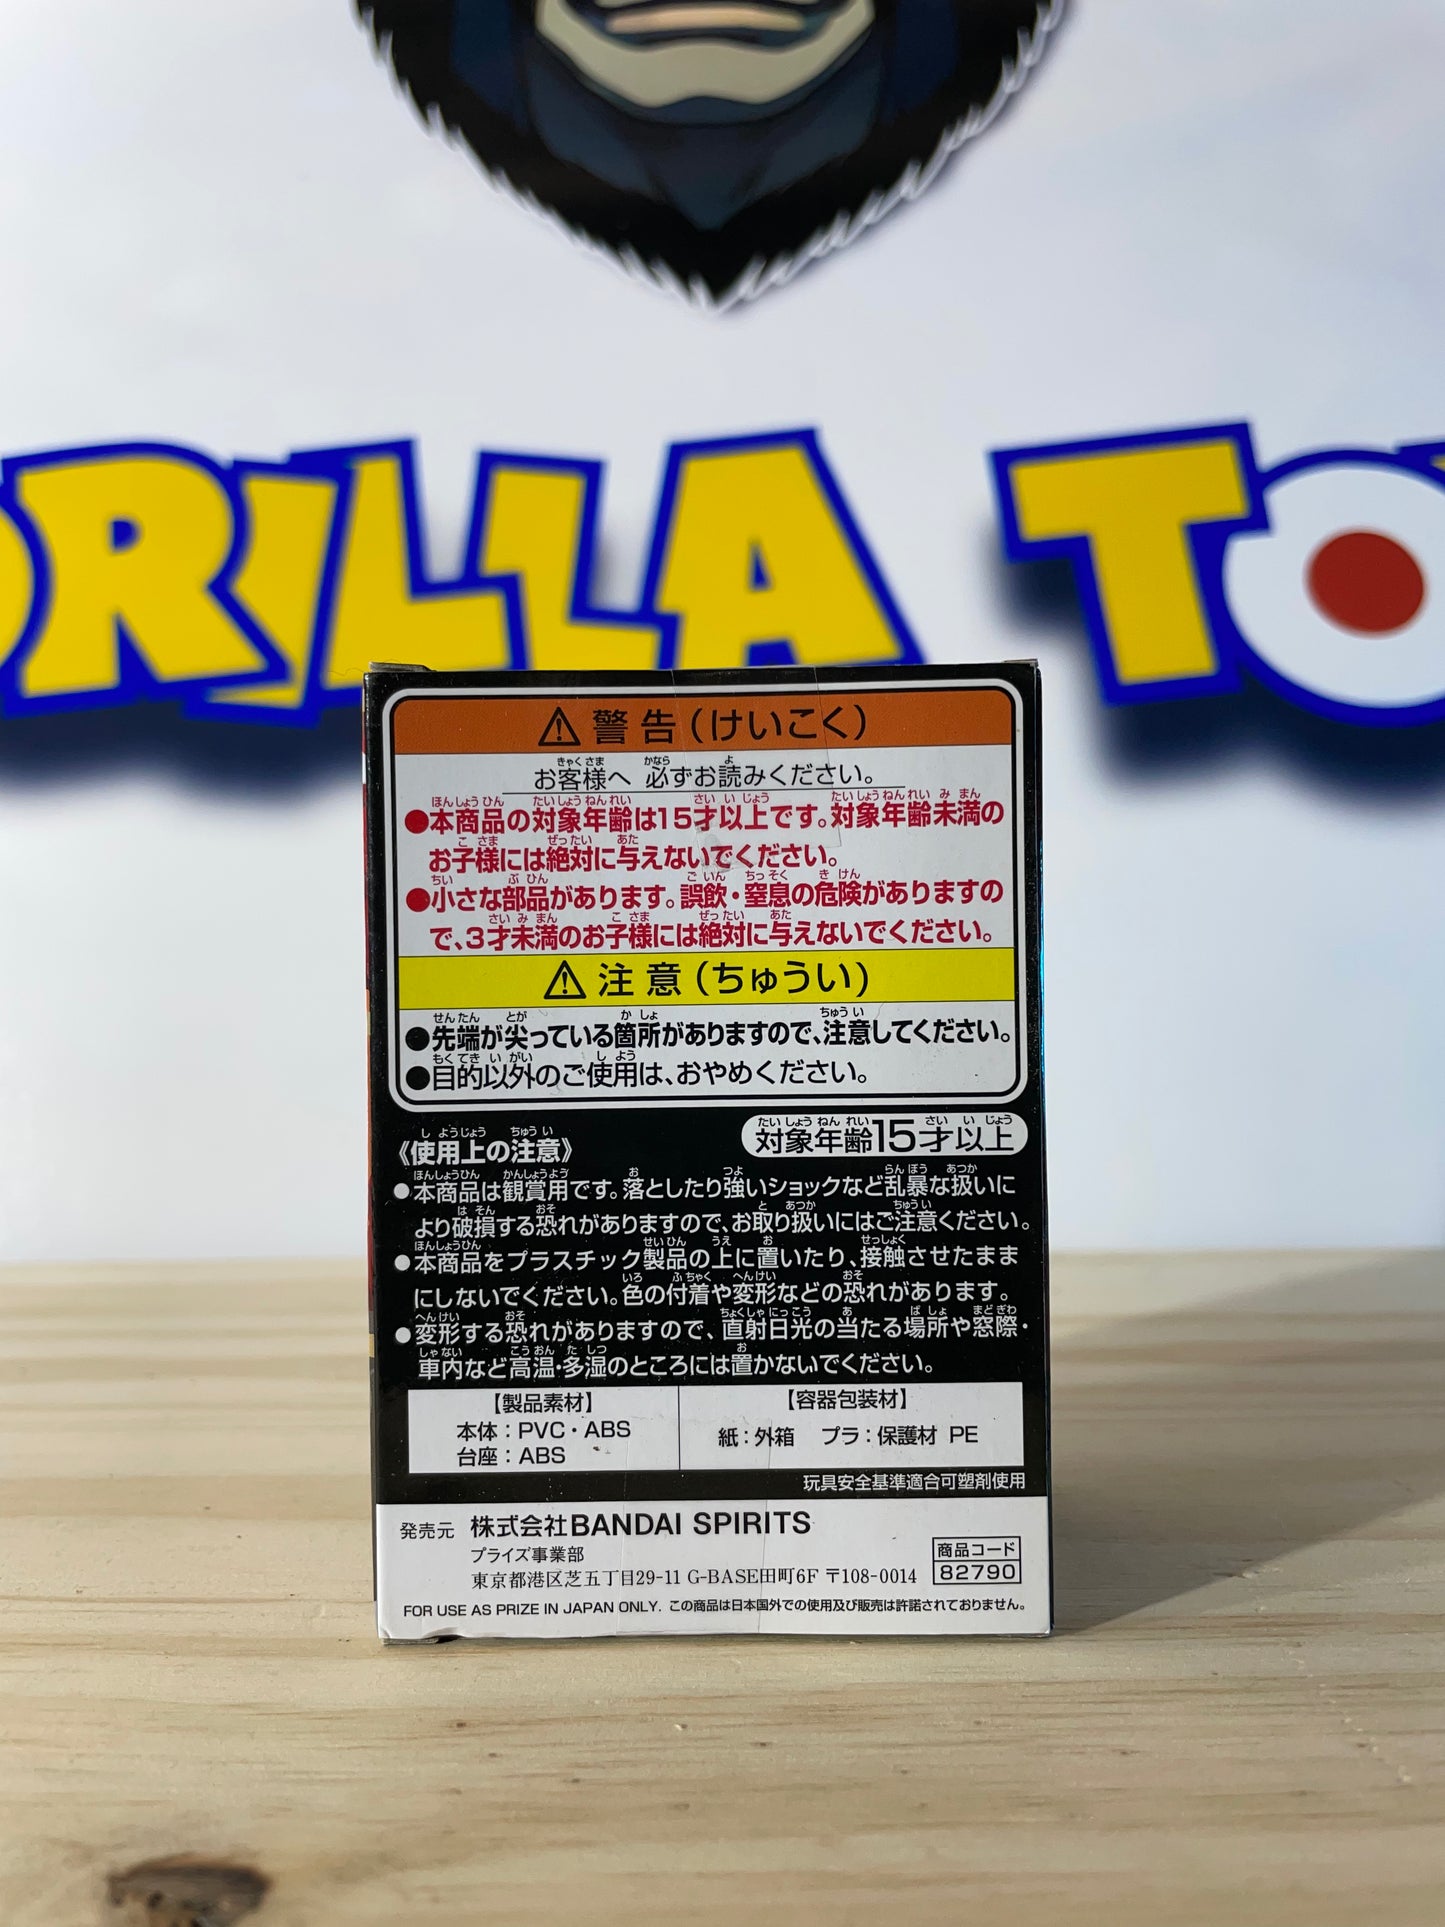 ORILLA TO
⚠ 警告(けいこく)
お客様へ 必ずお読みください。
●本商品の対象年齢は15才以上です。対象年齢未満の
お子様には絶対に与えないでください。
●小さな部品があります。誤飲・窒息の危険がありますの
で、3才未満のお子様には絶対に与えないでください。
⚠ 注意(ちゅうい)
●先端が尖っている箇所がありますので、注意してください。
●目的以外のご使用は、おやめください。
対象年齢15才以上
《使用上の注意》
●本商品は観賞用です。落としたり強いショックなど乱暴な扱いに
より破損する恐れがありますので、お取り扱いにはご注意ください。
●本商品をプラスチック製品の上に置いたり、接触させたまま
にしないでください。色の付着や変形などの恐れがあります。
●変形する恐れがありますので、直射日光の当たる場所や窓際・
車内など高温・多湿のところには置かないでください。
【製品素材】
本体:PVC・ABS
台座:ABS
【容器包装材】
紙:外箱 プラ:保護材 PE
玩具安全基準適合可塑剤使用
発売元 株式会社BANDAI SPIRITS
プライズ事業部
東京都港区芝五丁目29-11 G-BASE田町6F 〒108-0014
商品コード
82790
FOR USE AS PRIZE IN JAPAN ONLY. この商品は日本国外での使用及び販売は許諾されておりません。